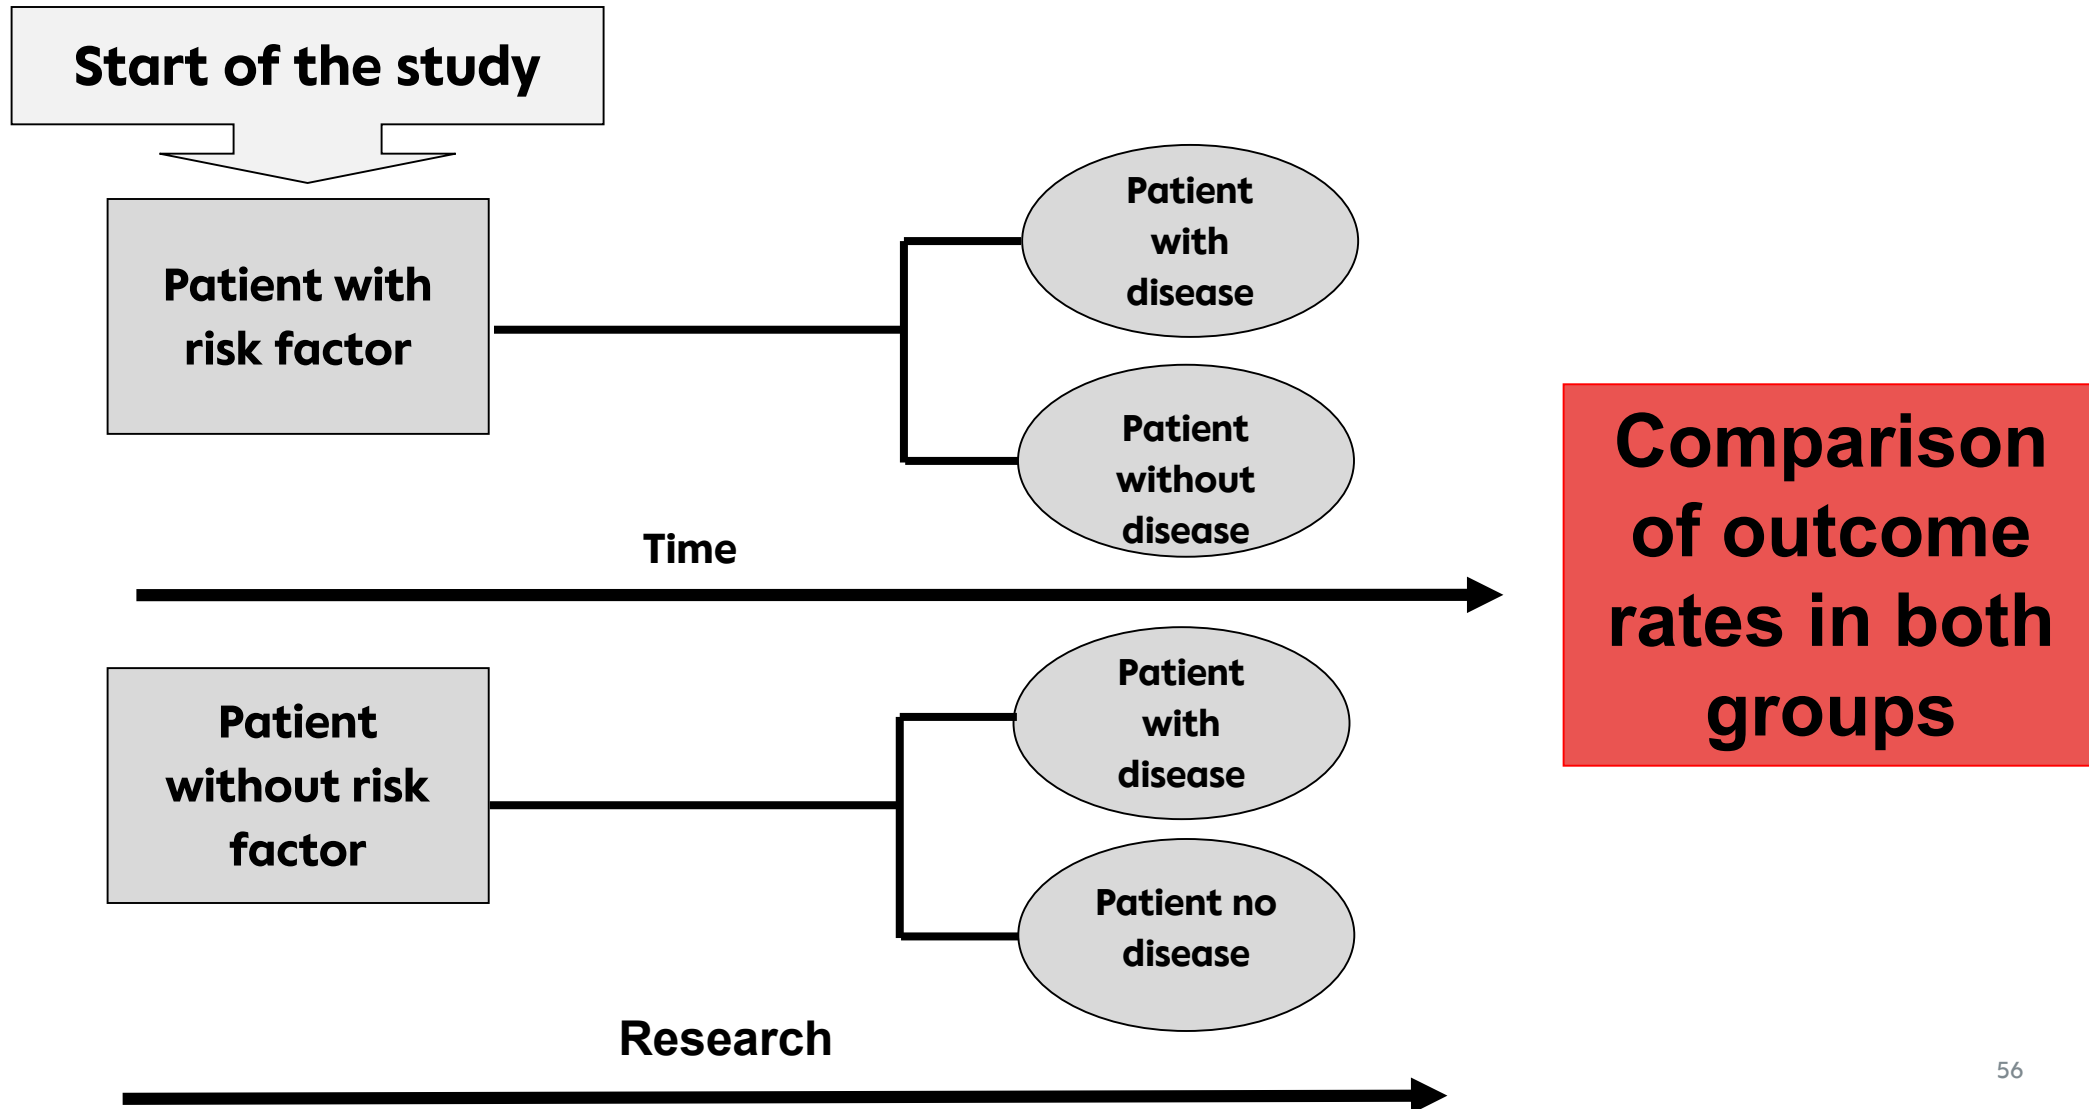 Start of the study
Patient with
risk factor
Patient
with
disease
Patient
without
disease
Time
Comparison
of outcome
rates in both
groups
Patient
without risk
factor
Patient
with
disease
Patient no
disease
Research
56